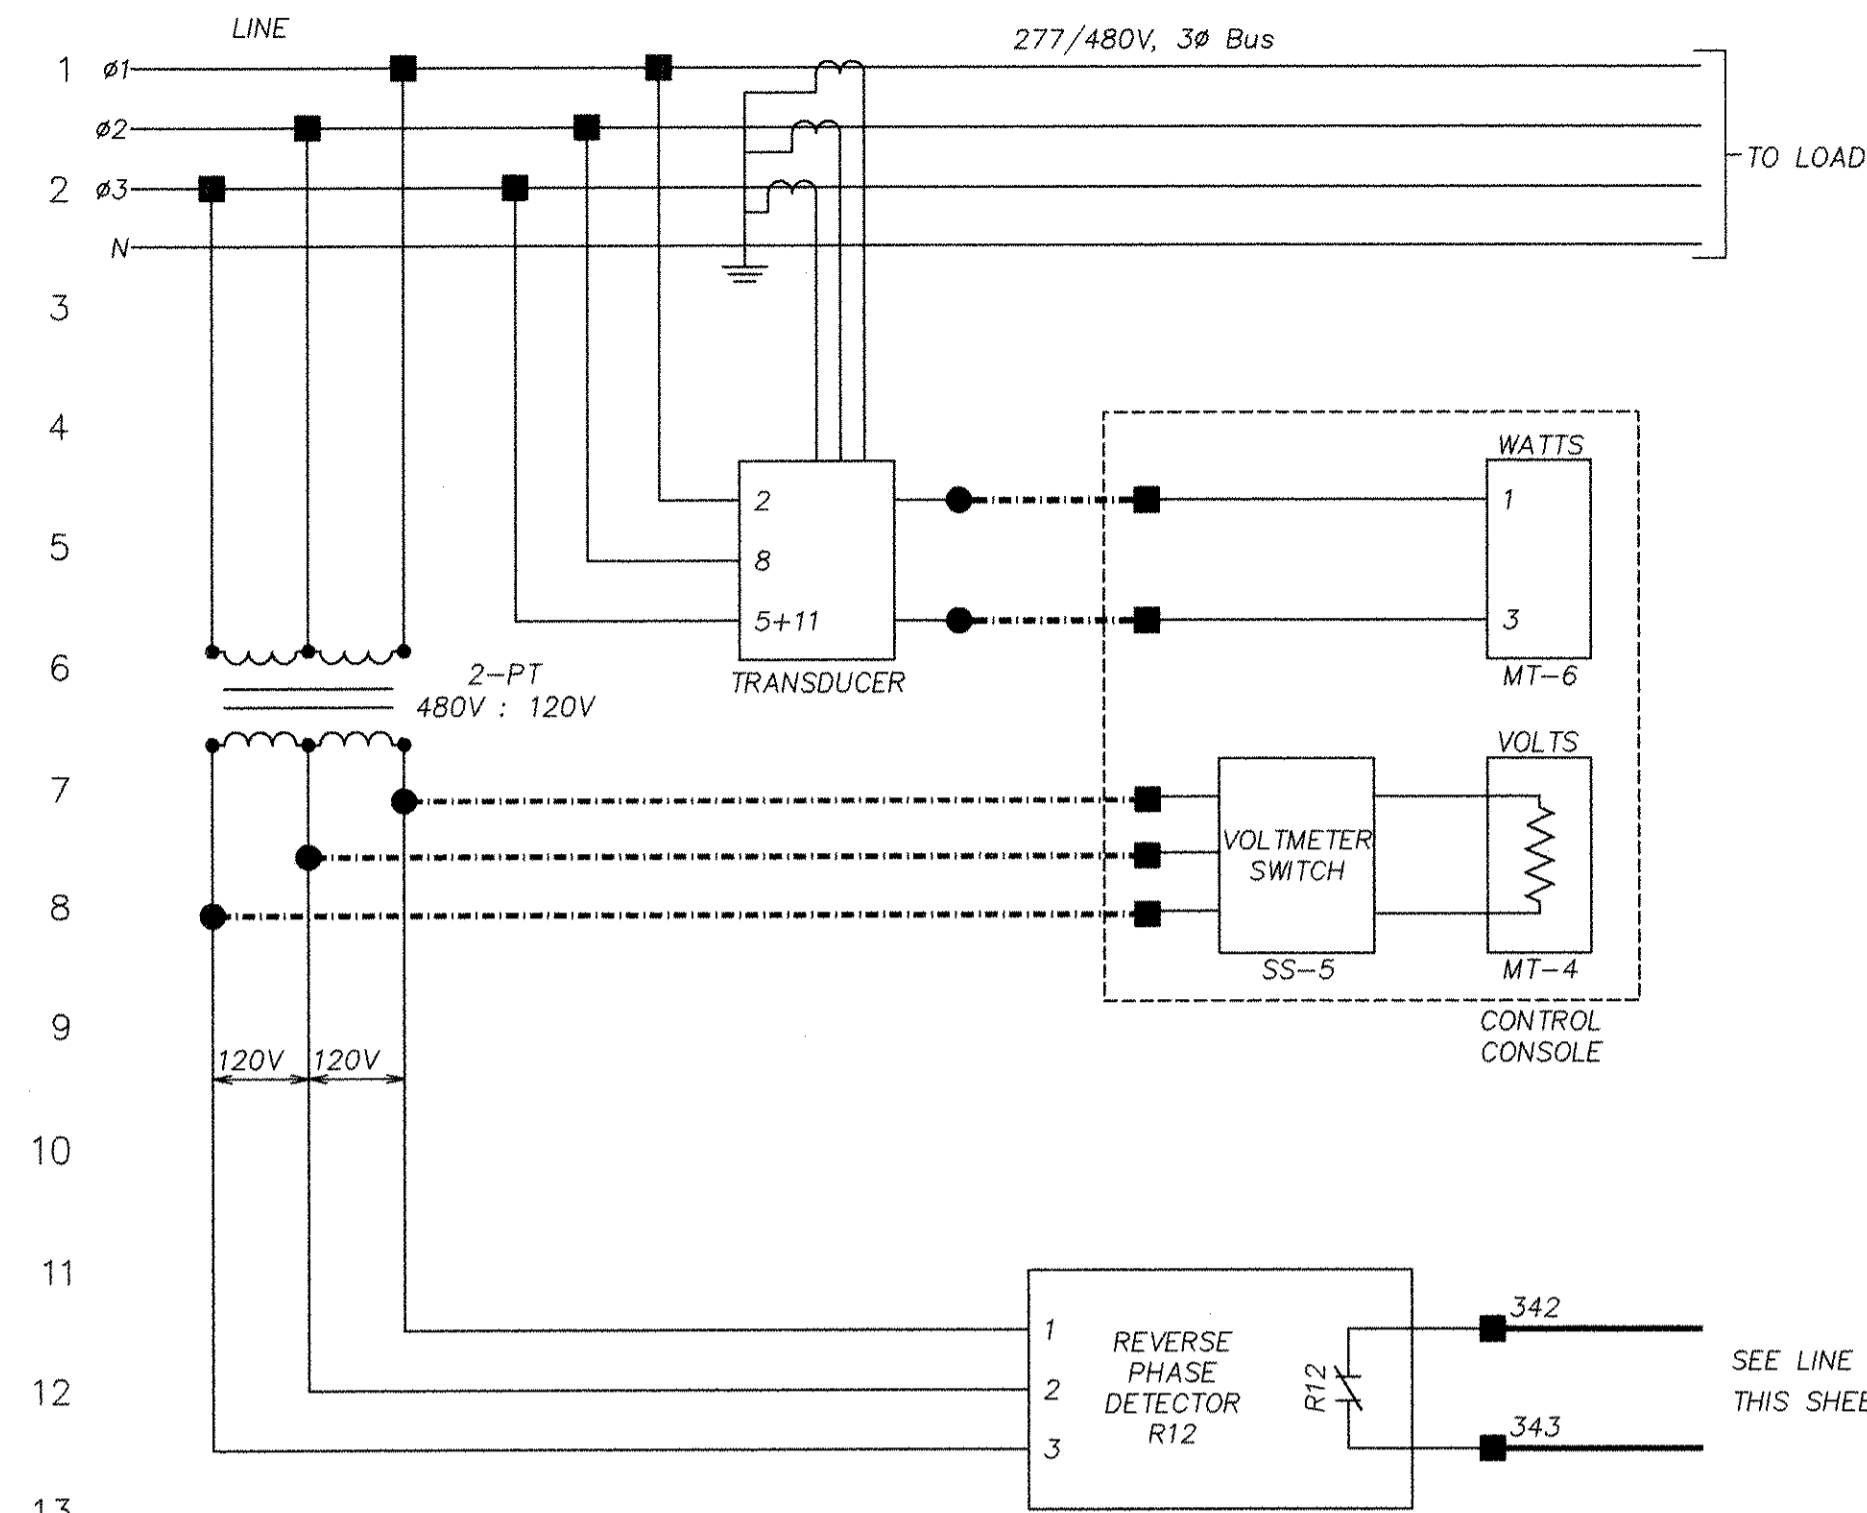 LINE
277/480V, 3ø Bus
1 ø1
ø2
TO LOAD
2 ø3
N
3
4
WATTS
2
1
5
8
5+11
3
6
2-PT
TRANSDUCER
MT-6
480V : 120V
VOLTS
7
VOLTMETER
SWITCH
8
SS-5
MT-4
9
CONTROL
CONSOLE
120V 120V
10
11
342
1
REVERSE
PHASE
DETECTOR
R12
R12
SEE LINE
12
2
THIS SHEE
343
3
13